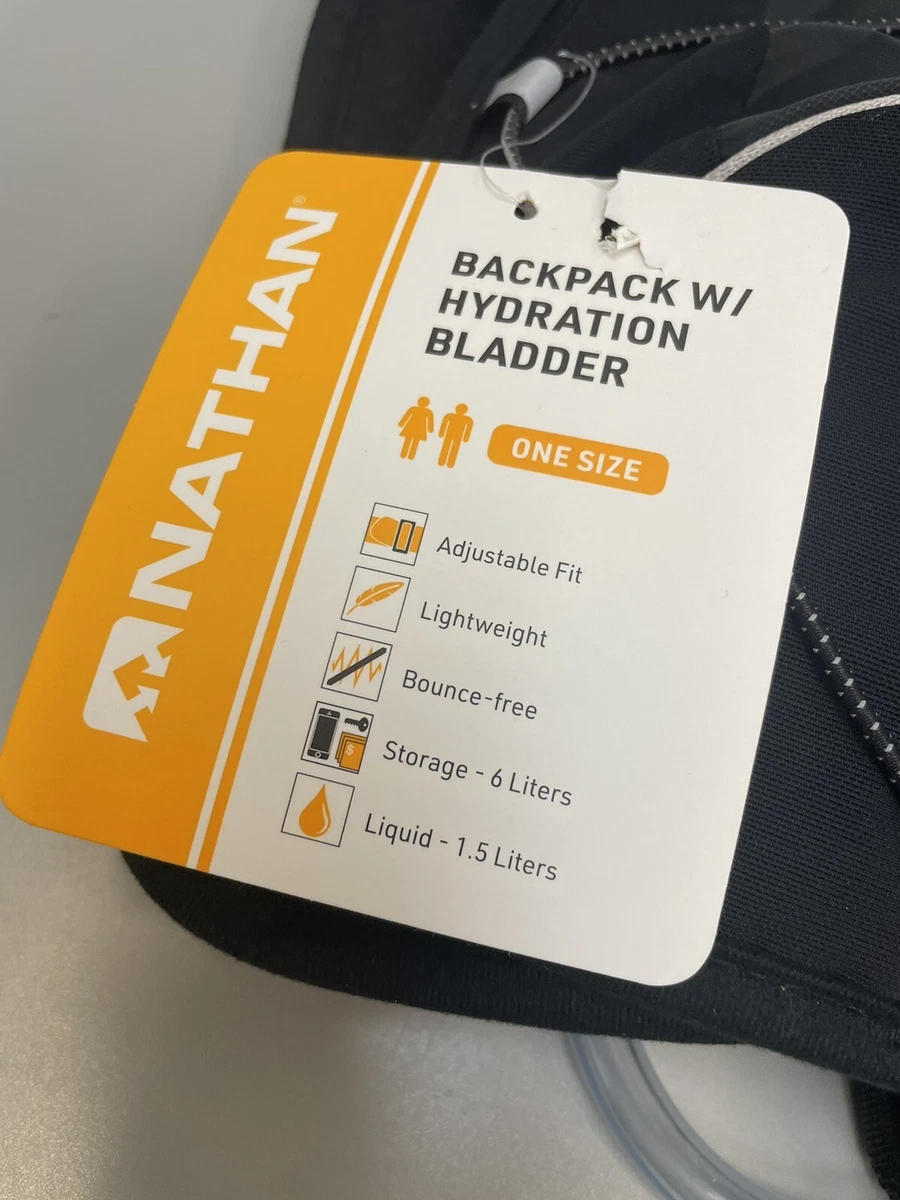 NATHAN®
BACKPACK W/
HYDRATION
BLADDER
ONE SIZE
Adjustable Fit
Lightweight
Bounce-free
$
Storage - 6 Liters
Liquid - 1.5 Liters